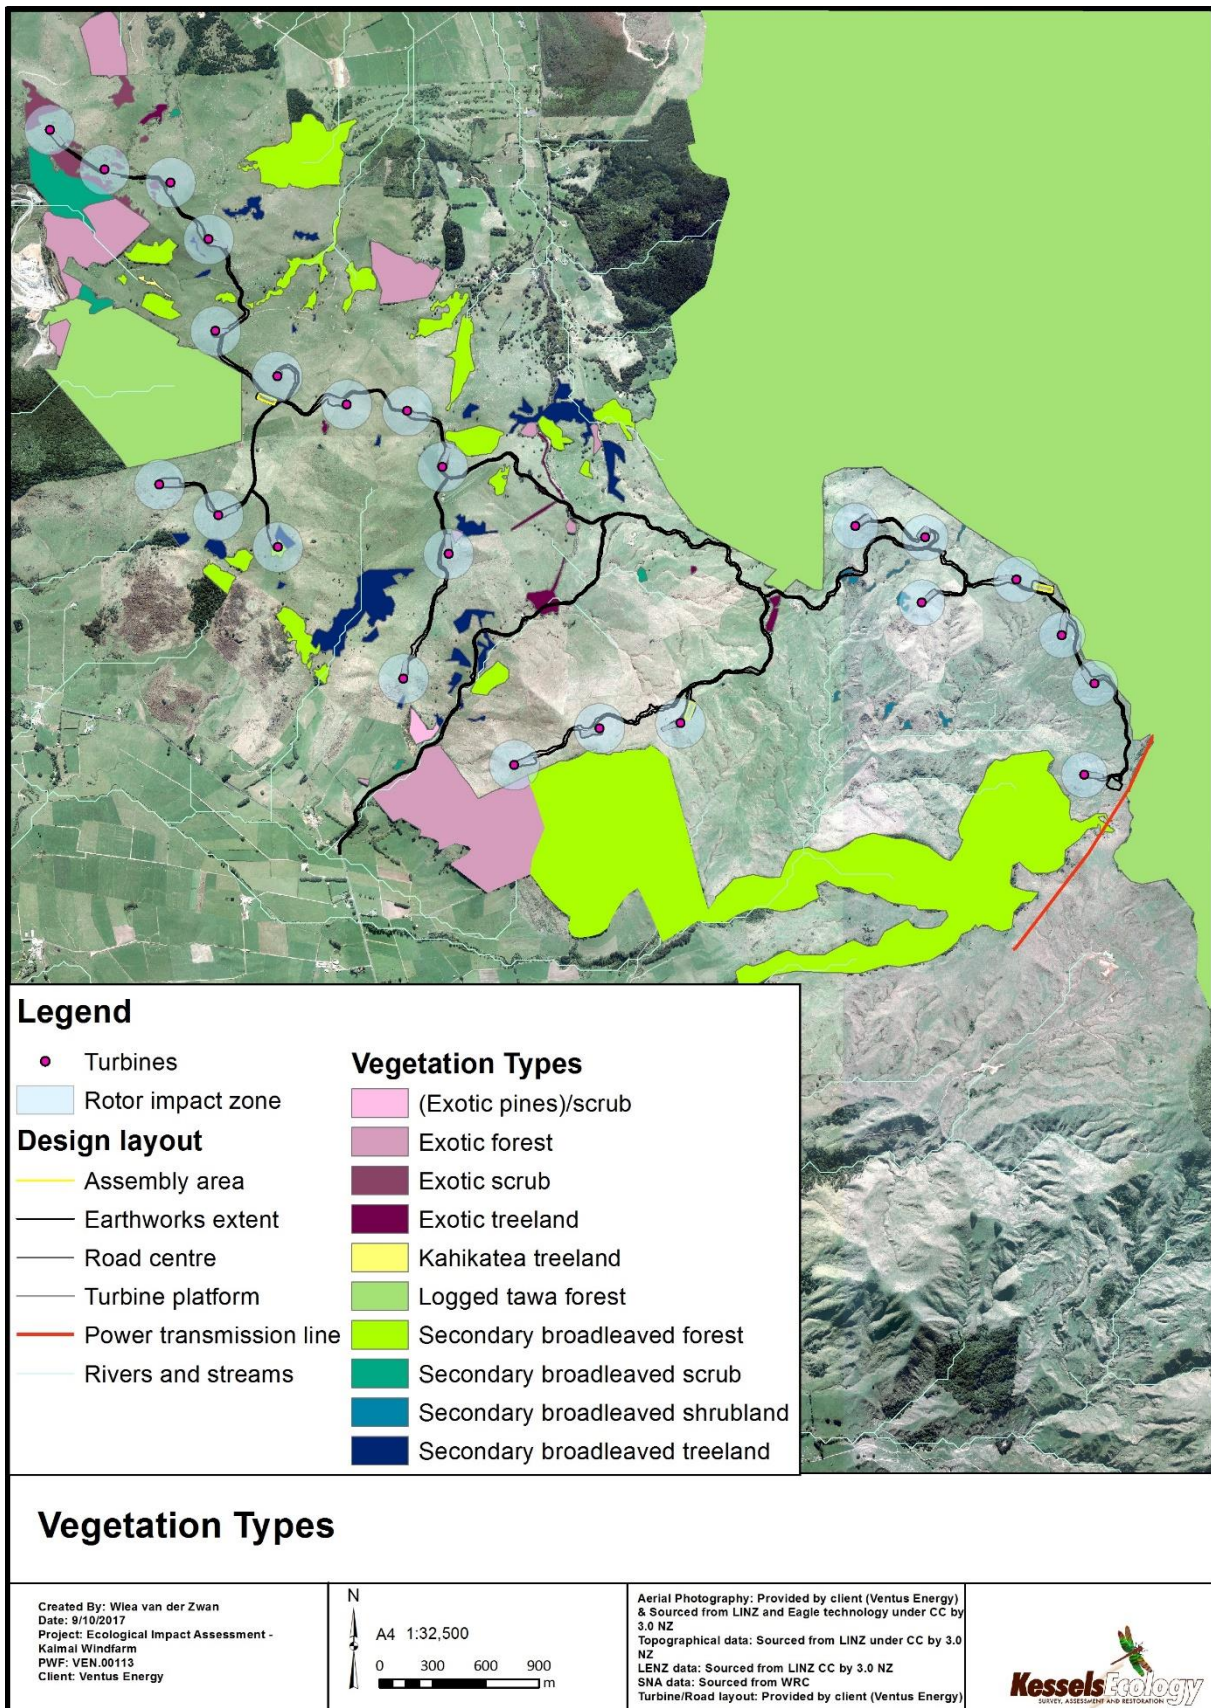 Legend
Turbines
Rotor impact zone
Design layout
Assembly area
Earthworks extent
Road centre
Turbine platform
Power transmission line
Rivers and streams
Vegetation Types
(Exotic pines)/scrub
Exotic forest
Exotic scrub
Exotic treeland
Kahikatea treeland
Logged tawa forest
Secondary broadleaved forest
Secondary broadleaved scrub
Secondary broadleaved shrubland
Secondary broadleaved treeland
Vegetation Types
Created By: Wiea van der Zwan
Date: 9/10/2017
Project: Ecological Impact Assessment -
Kaimai Windfarm
PWF: VEN.00113
Client: Ventus Energy
N
A4 1:32,500
0 300 600 900
m
Aerial Photography: Provided by client (Ventus Energy)
& Sourced from LINZ and Eagle technology under CC by
3.0 NZ
Topographical data: Sourced from LINZ under CC by 3.0
NZ
LENZ data: Sourced from LINZ CC by 3.0 NZ
SNA data: Sourced from WRC
Turbine/Road layout: Provided by client (Ventus Energy)
KesselsEcology
SURVEY, ASSESSMENT AND RESTORATION